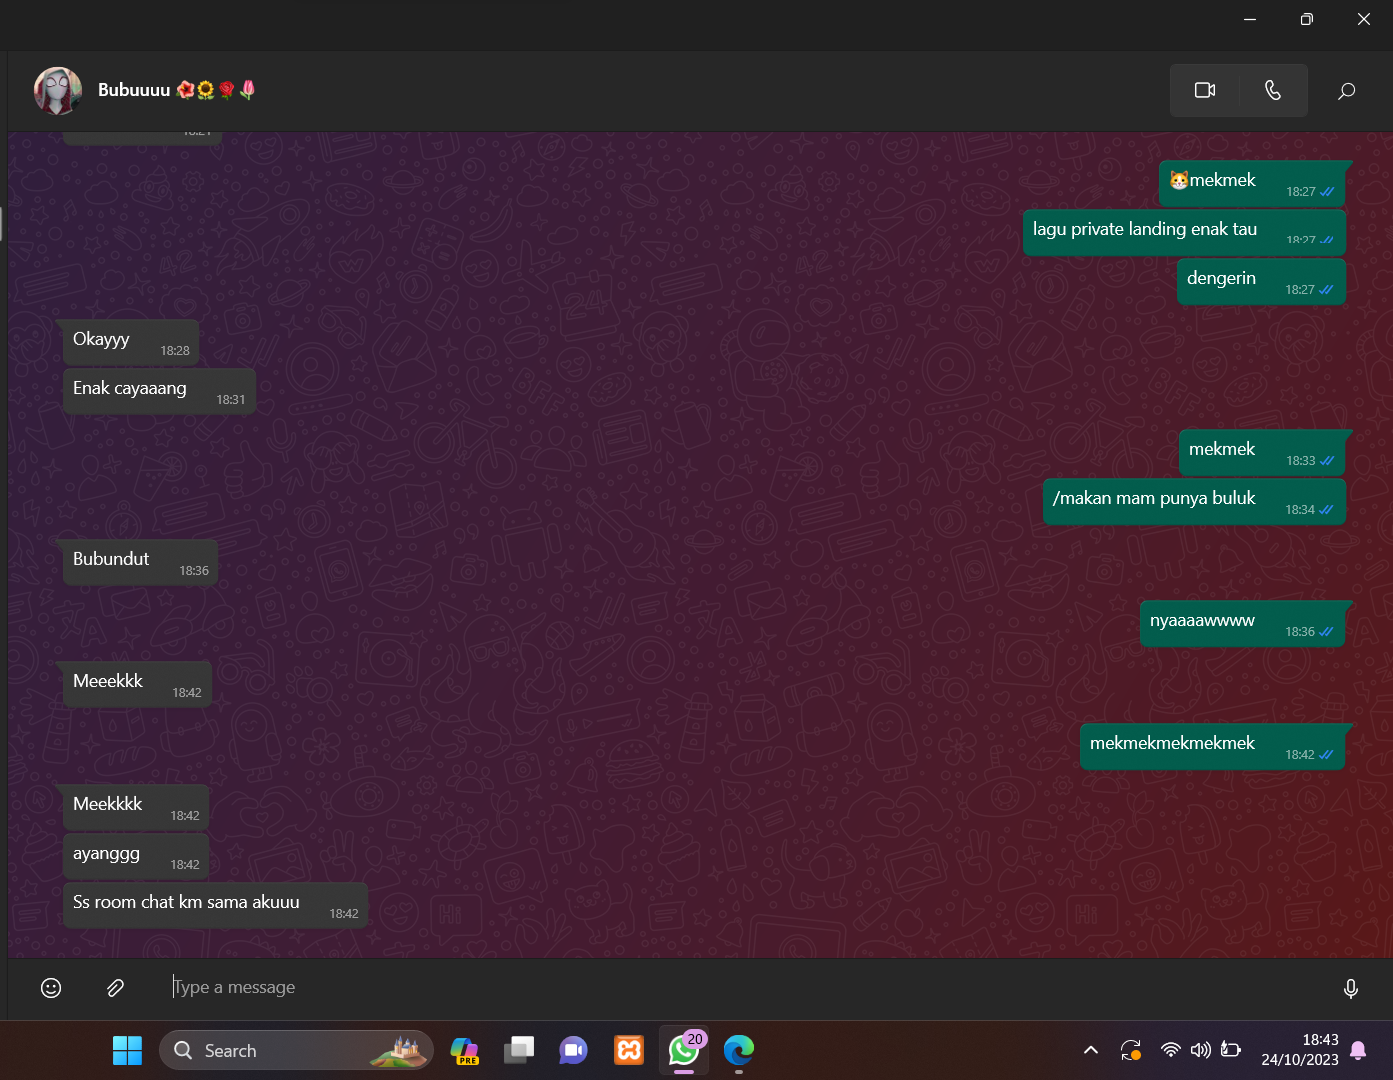 Bubuuuu 🌺🌻🌹🌷
18:21
🐱mekmek 18:27
lagu private landing enak tau 18:27
dengerin 18:27
Okayyy 18:28
Enak cayaaang 18:31
mekmek 18:33
/makan mam punya buluk 18:34
Bubundut 18:36
nyaaaawwww 18:36
Meeekkk 18:42
mekmekmekmekmek 18:42
Meekkkk 18:42
ayanggg 18:42
Ss room chat km sama akuuu 18:42
Type a message
Search
PRE
20
18:43
24/10/2023